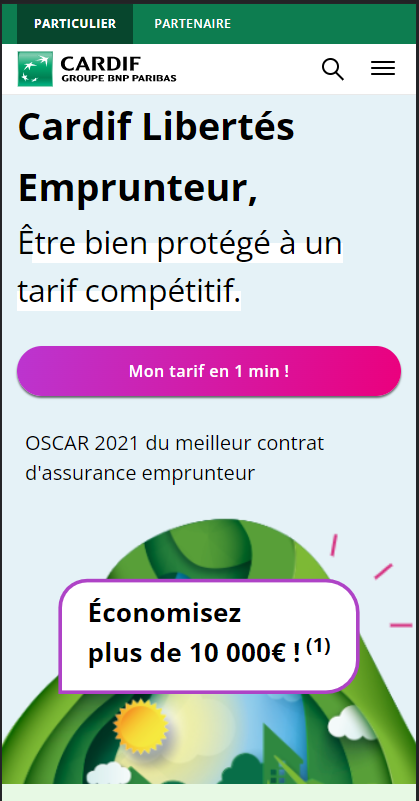 PARTICULIER PARTENAIRE
CARDIF
GROUPE BNP PARIBAS
Cardif Libertés
Emprunteur,
Être bien protégé à un
tarif compétitif.
Mon tarif en 1 min !
OSCAR 2021 du meilleur contrat
d'assurance emprunteur
Économisez
plus de 10 000€ ! (1)